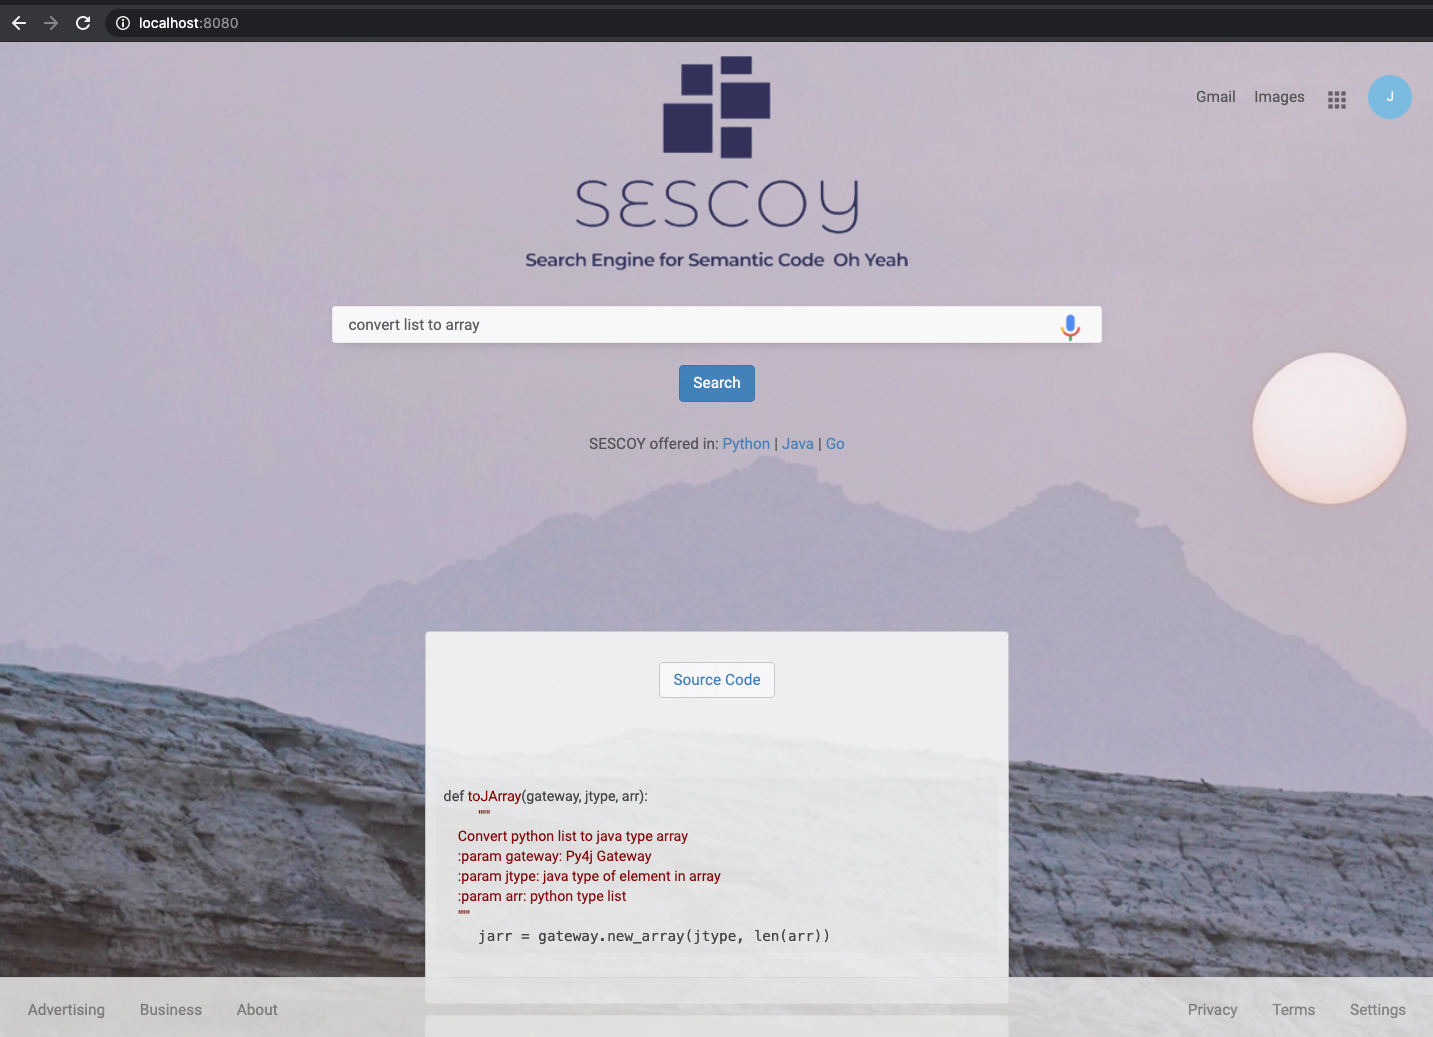 localhost:8080
Gmail Images
J
SESCOY
Search Engine for Semantic Code Oh Yeah
convert list to array
Search
SESCOY offered in: Python | Java | Go
Source Code
def toJArray(gateway, jtype, arr):
"""
Convert python list to java type array
:param gateway: Py4j Gateway
:param jtype: java type of element in array
:param arr: python type list
"""
jarr = gateway.new_array(jtype, len(arr))
Advertising Business About Privacy Terms Settings